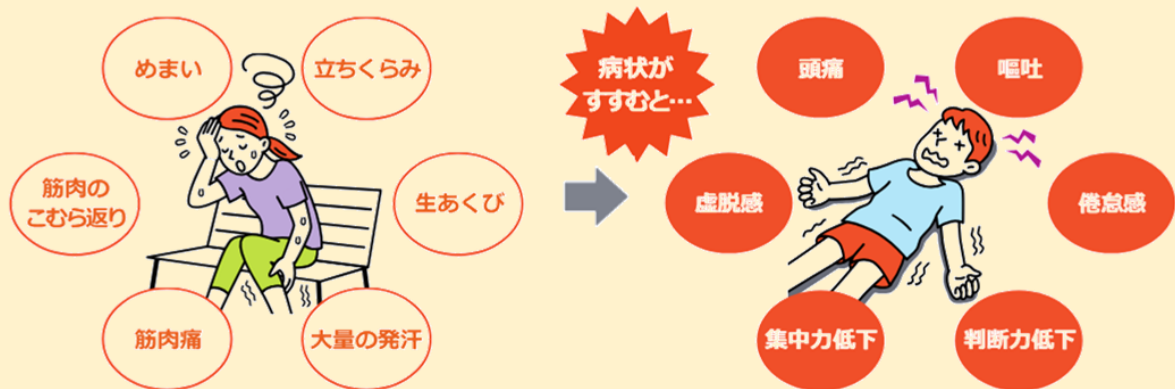 めまい
立ちくらみ
筋肉の
こむら返り
生あくび
筋肉痛
大量の発汗
病状が
すすむと…
頭痛
嘔吐
虚脱感
倦怠感
集中力低下
判断力低下